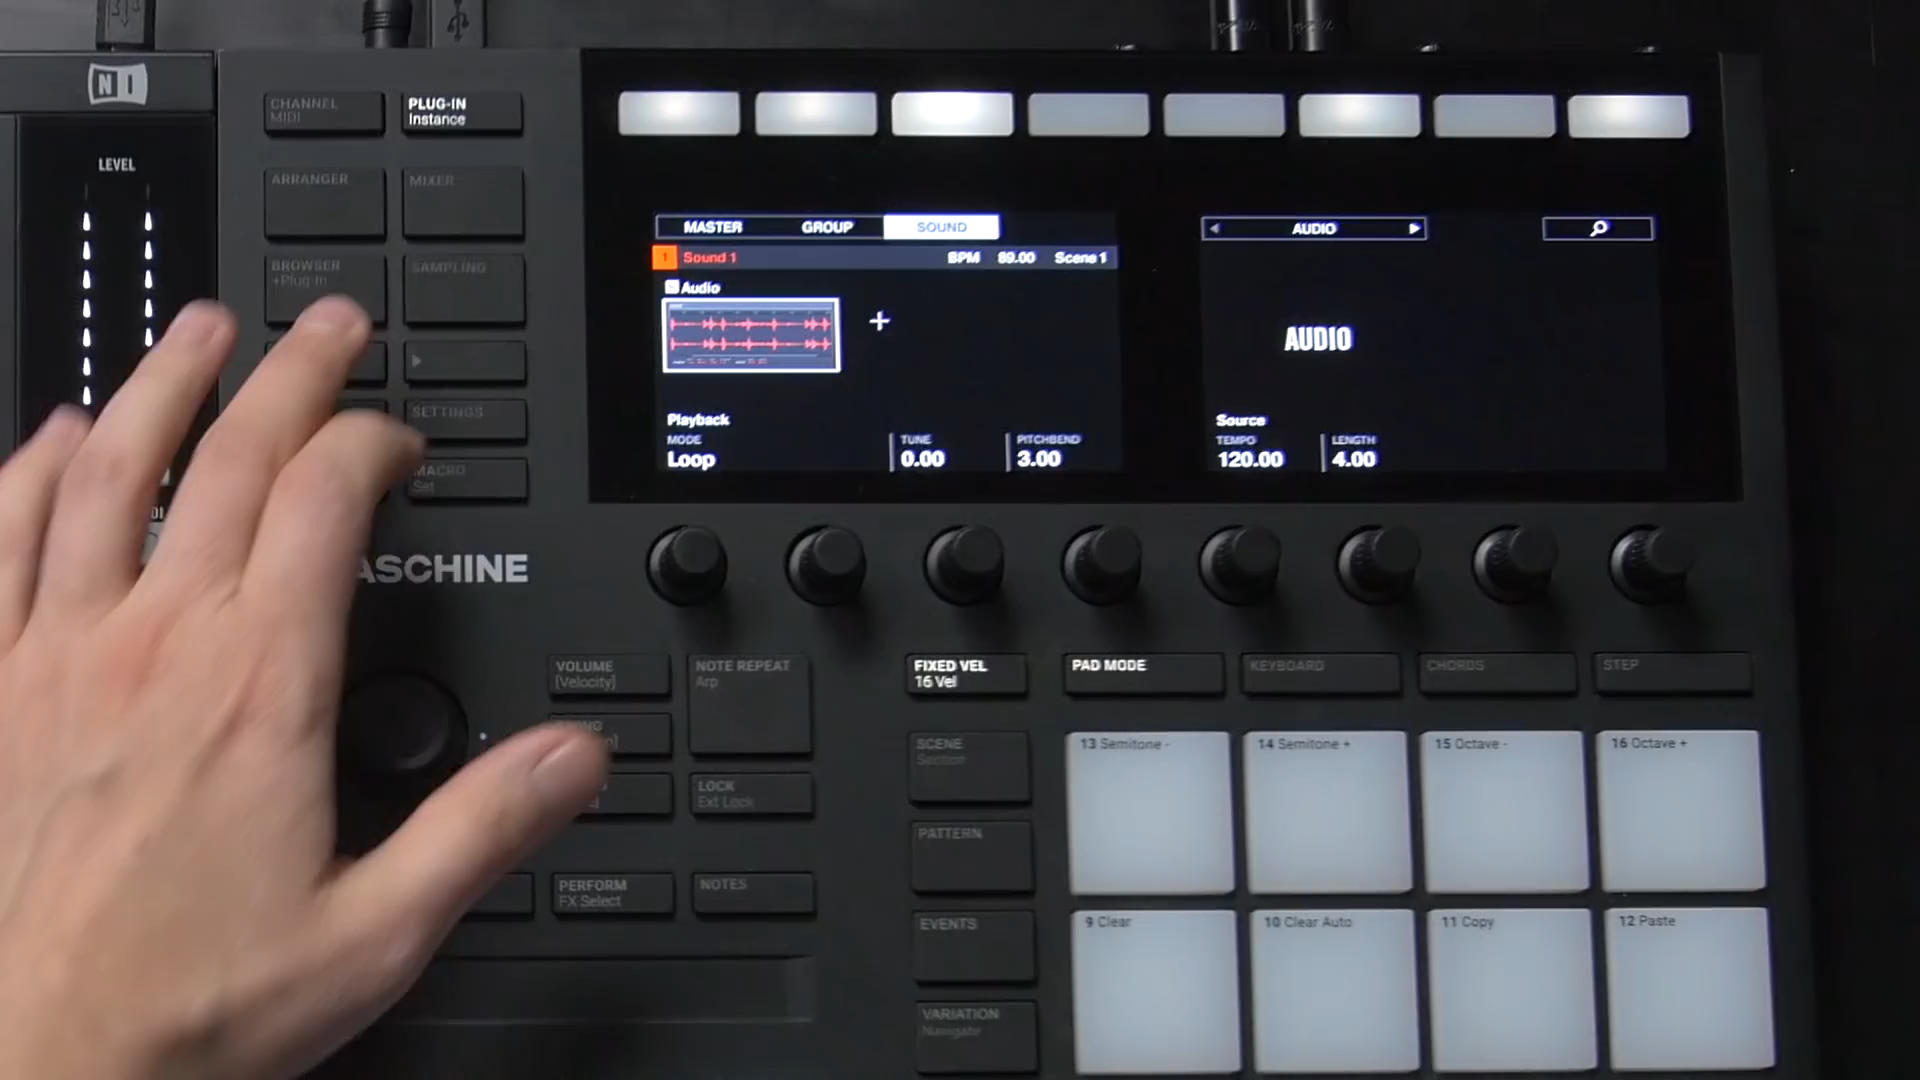 NI
CHANNEL
MIDI
PLUG-IN
Instance
LEVEL
ARRANGER
MIXER
BROWSER
+Plug-in
SAMPLING
SETTINGS
MACRO
Set
ASCHINE
MASTER GROUP SOUND
1 Sound 1 BPM 89.00 Scene 1
Audio
+
Playback
MODE TUNE PITCHBEND
Loop 0.00 3.00
AUDIO
AUDIO
Source
TEMPO LENGTH
120.00 4.00
VOLUME
[Velocity]
NOTE REPEAT
Arp
FIXED VEL
16 Vel
PAD MODE
KEYBOARD
CHORDS
STEP
LOCK
Ext Lock
PERFORM
FX Select
NOTES
SCENE
Section
PATTERN
EVENTS
VARIATION
Navigate
13 Semitone -
14 Semitone +
15 Octave -
16 Octave +
9 Clear
10 Clear Auto
11 Copy
12 Paste